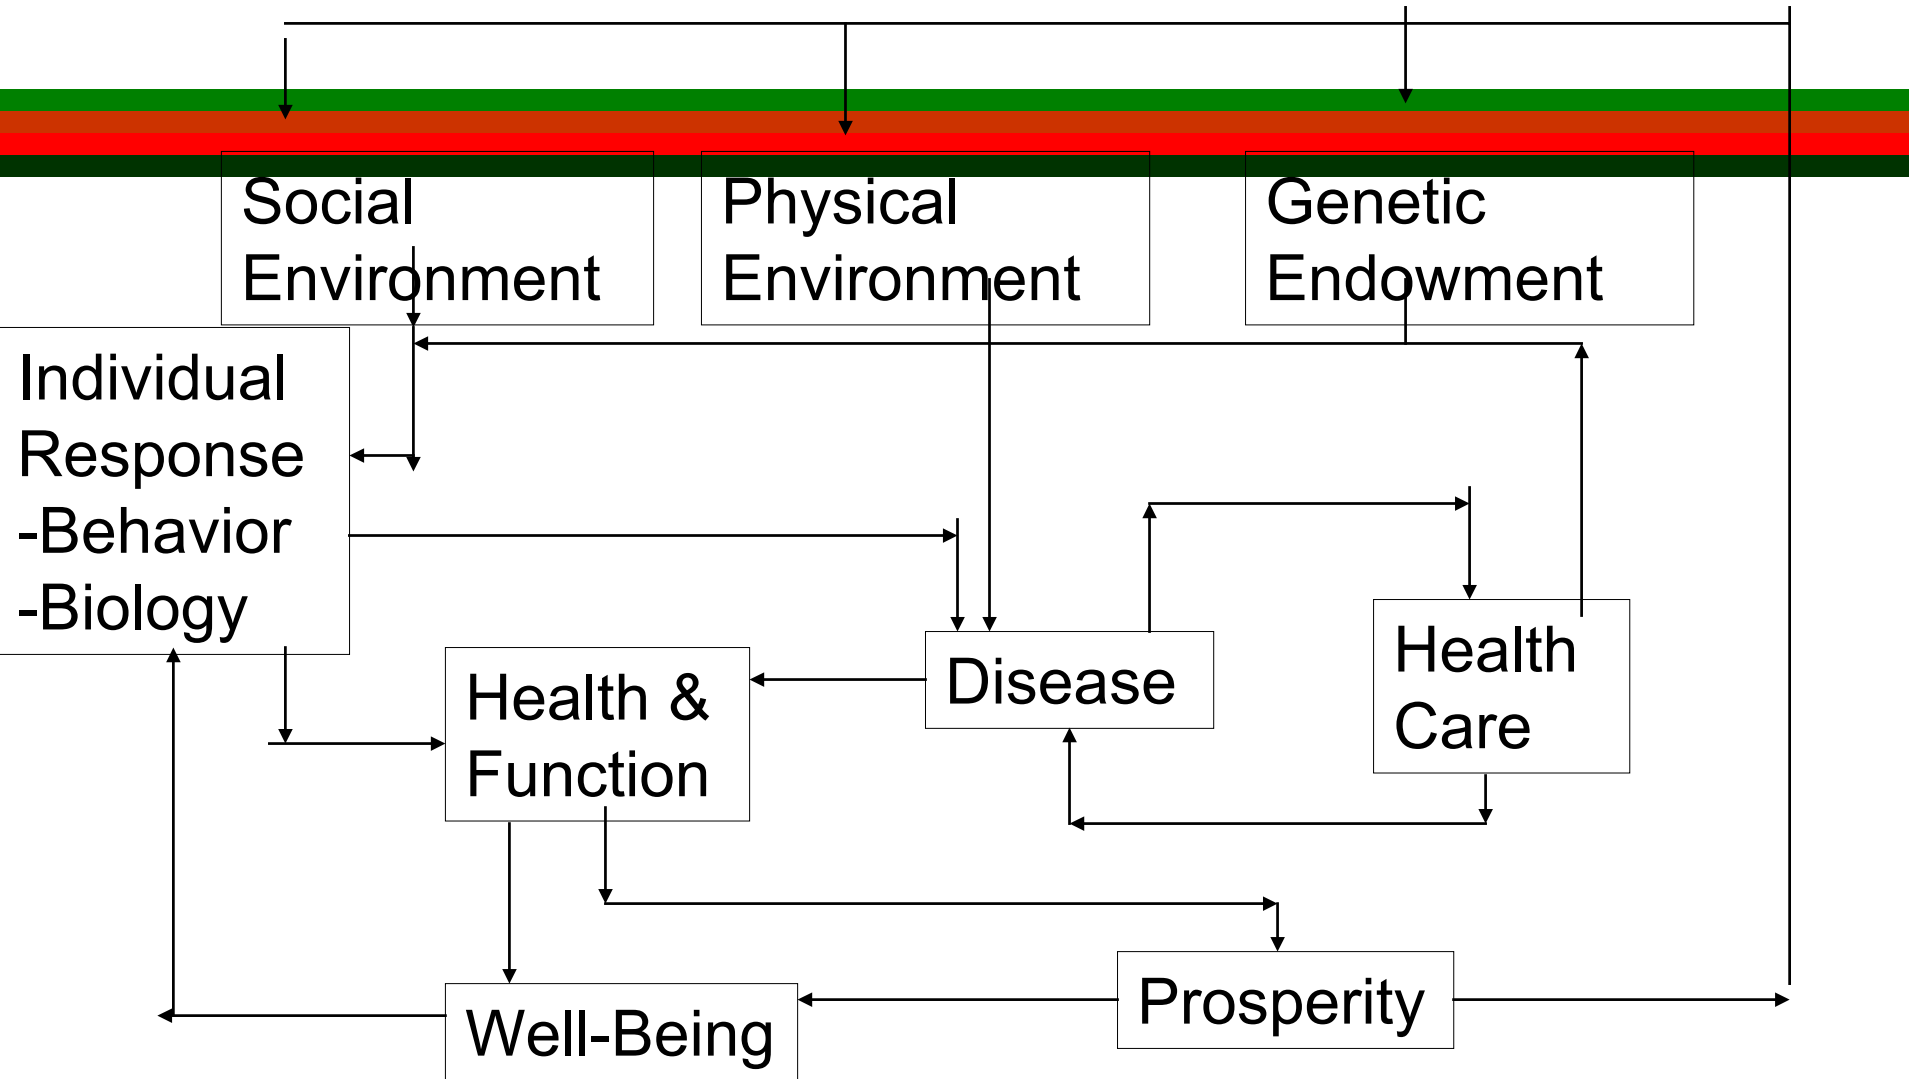 Social
Environment
Physical
Environment
Genetic
Endowment
Individual
Response
-Behavior
-Biology
Health &
Function
Disease
Health
Care
Well-Being
Prosperity